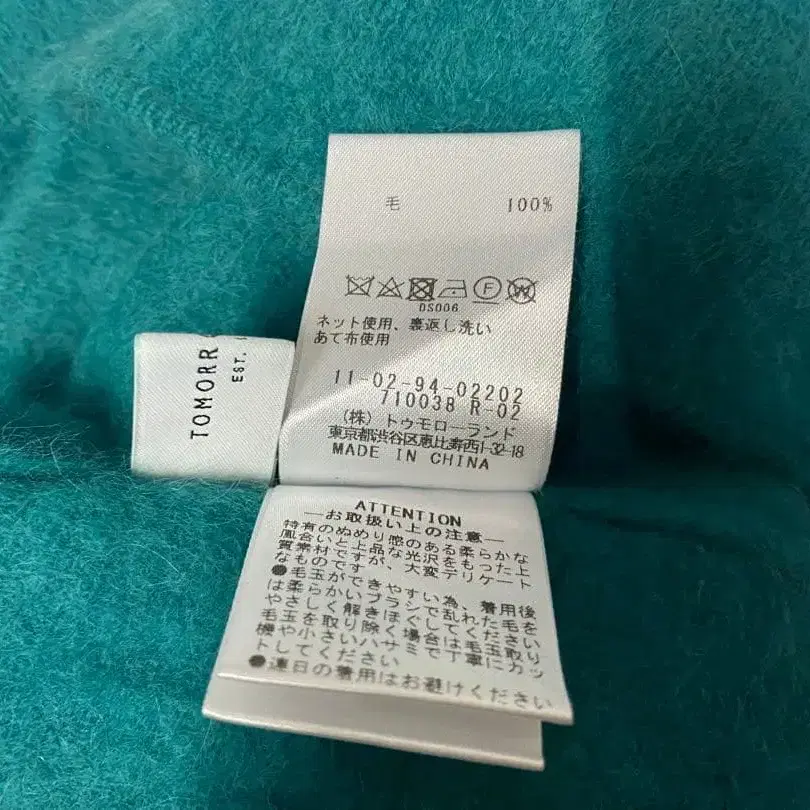 毛 100%
F W
DS006
ネット使用、裏返し洗い
あて布使用
11-02-94-02202
710038 R-02
(株)トゥモローランド
東京都渋谷区恵比寿西1-32-18
MADE IN CHINA
TOMORR
EST.
ATTENTION
―お取扱い上の注意―
特有のぬめり感のある柔らかな
風合いと上品な光沢をもった上
質素材ですが、大変デリケート
なものです
●毛玉ができやすい為、着用後
は柔らかいブラシで乱れた毛を
やさしく解きほぐしてください
毛玉を取り除く場合は毛玉取り
機や小さいハサミで丁寧にカッ
トしてください
●連日の着用はお避けください